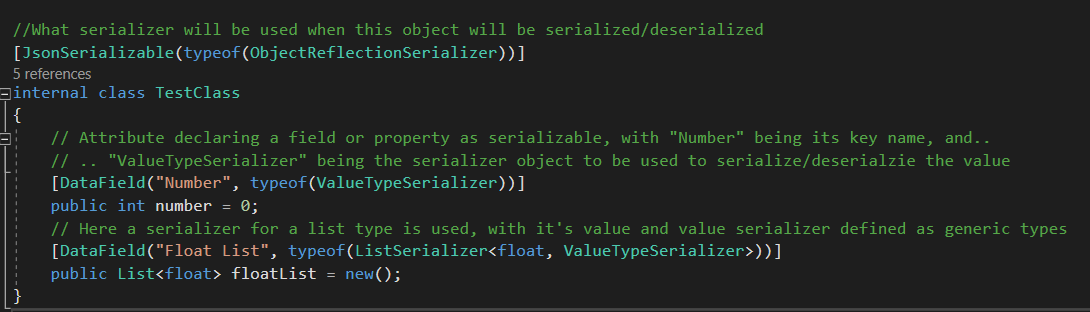 //What serializer will be used when this object will be serialized/deserialized
[JsonSerializable(typeof(ObjectReflectionSerializer))]
5 references
internal class TestClass
{
// Attribute declaring a field or property as serializable, with "Number" being its key name, and..
// .. "ValueTypeSerializer" being the serializer object to be used to serialize/deserialzie the value
[DataField("Number", typeof(ValueTypeSerializer))]
public int number = 0;
// Here a serializer for a list type is used, with it's value and value serializer defined as generic types
[DataField("Float List", typeof(ListSerializer<float, ValueTypeSerializer>))]
public List<float> floatList = new();
}